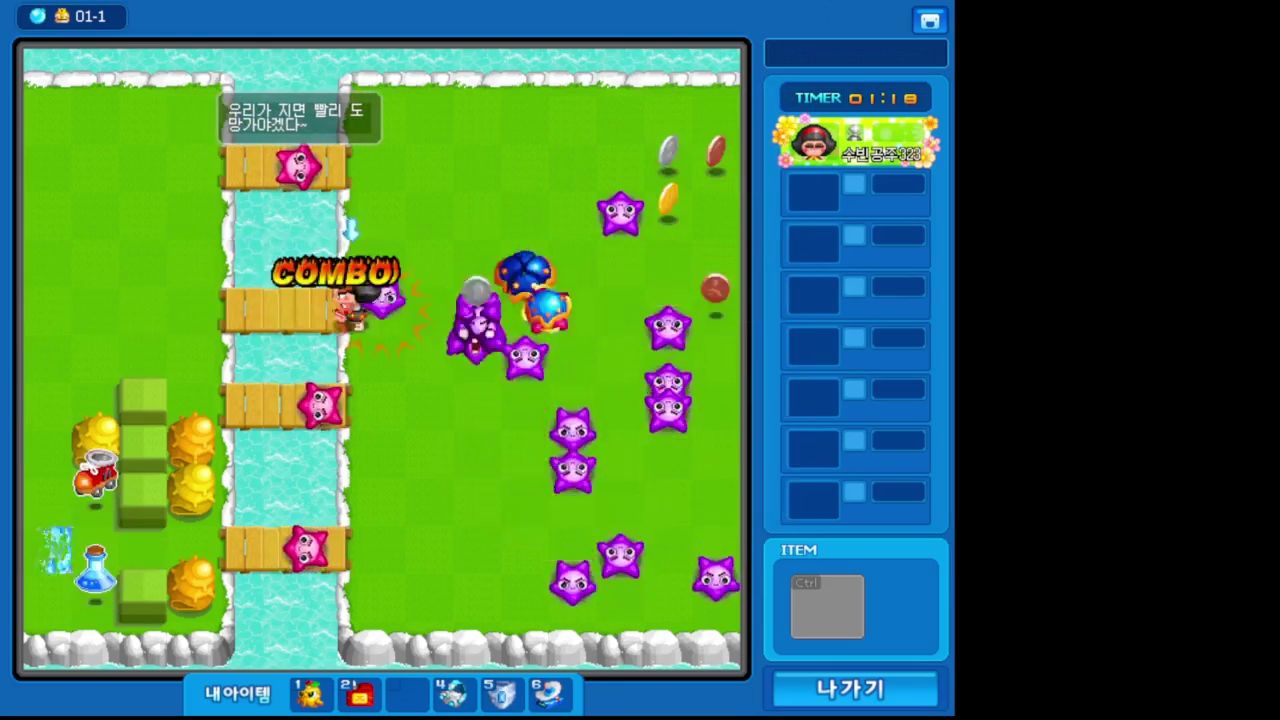 01-1
우리가 지면 빨리 도
망가야겠다~
TIMER 01:18
수빈공주323
COMBO
ITEM
Ctrl
내아이템
1
2
4
5
6
나가기